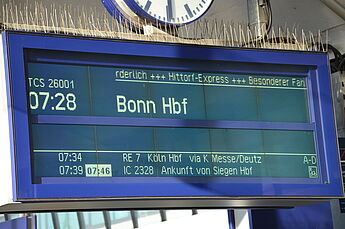 TCS 26001 rderlich +++ Hittorf-Express +++ Besonderer Fah
07:28 Bonn Hbf
07:34 RE 7 Köln Hbf via K Messe/Deutz A-D
07:39 07:46 IC 2328 Ankunft von Siegen Hbf